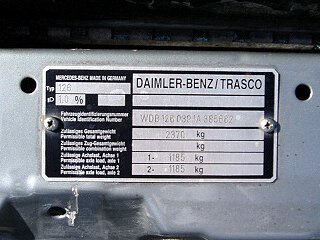 MERCEDES-BENZ MADE IN GERMANY
DAIMLER-BENZ/TRASCO
Typ 126
1.0 %
Fahrzeugidentifizierungsnummer
Vehicle Identification Number
Zulässiges Gesamtgewicht
Permissible total weight
2370 kg
Zulässiges Zug-Gesamtgewicht
Permissible combination weight
kg
Zulässige Achslast, Achse 1
Permissible axle load, axle 1
1- 1185 kg
Zulässige Achslast, Achse 2
Permissible axle load, axle 2
2- 1185 kg